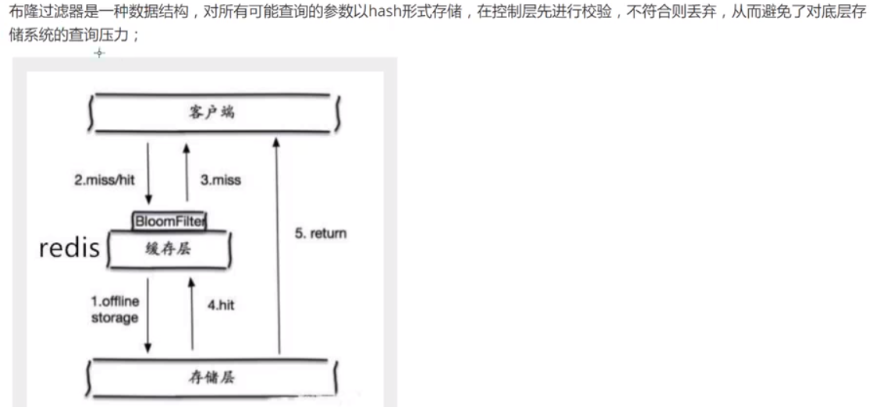 布隆过滤器是一种数据结构，对所有可能查询的参数以hash形式存储，在控制层先进行校验，不符合则丢弃，从而避免了对底层存
储系统的查询压力；
客户端
2.miss/hit
3.miss
BloomFilter
redis
缓存层
5. return
1.offline
storage
4.hit
存储层